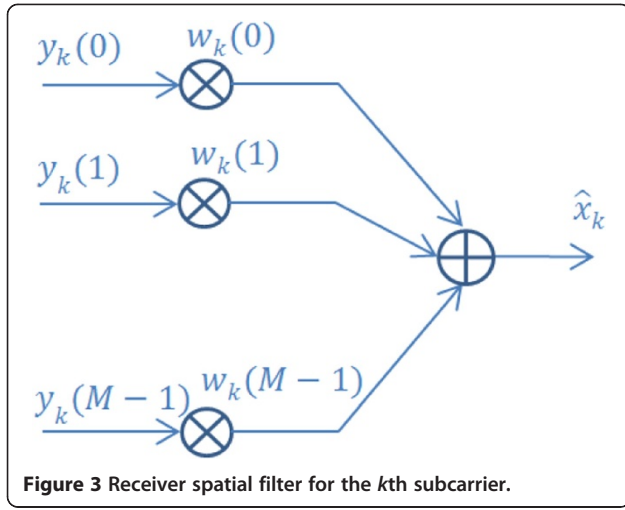 y_k(0)
w_k(0)
y_k(1)
w_k(1)
x̂_k
y_k(M − 1)
w_k(M − 1)
Figure 3 Receiver spatial filter for the kth subcarrier.